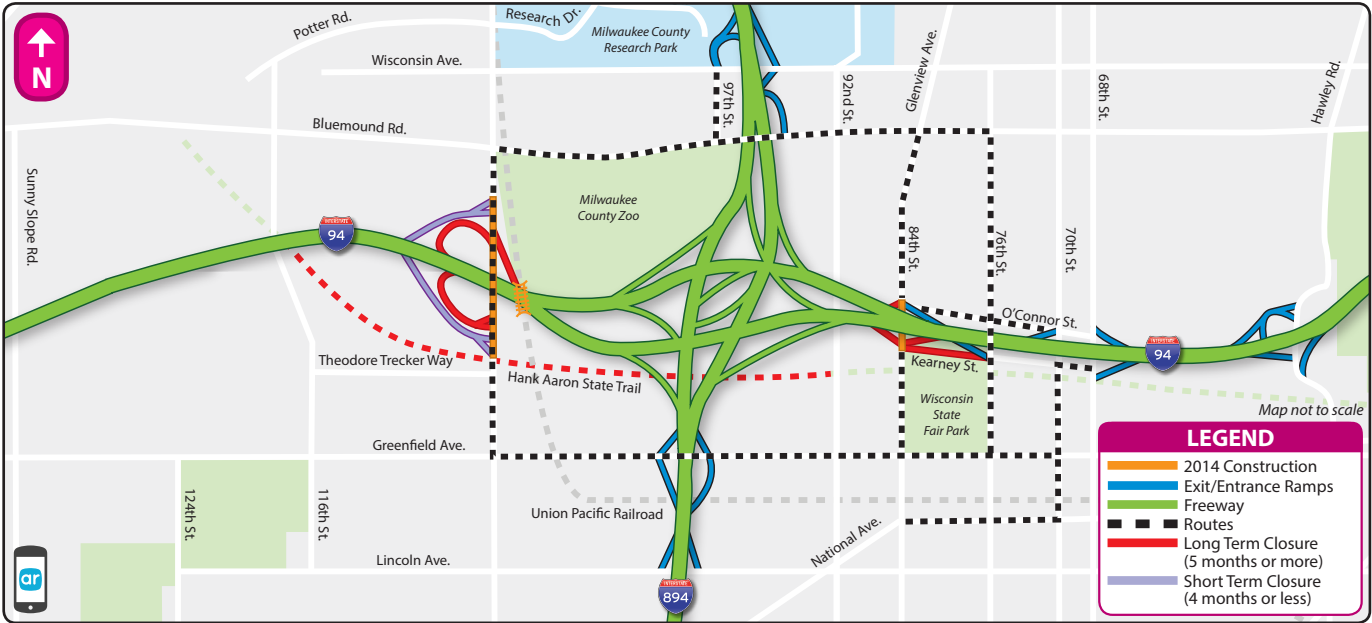 N
Potter Rd.
Research Dr.
Milwaukee County
Research Park
Wisconsin Ave.
Glenview Ave.
97th St.
92nd St.
68th St.
Hawley Rd.
Bluemound Rd.
Sunny Slope Rd.
Milwaukee
County Zoo
INTERSTATE
94
84th St.
76th St.
70th St.
O'Connor St.
INTERSTATE
94
Theodore Trecker Way
Hank Aaron State Trail
Kearney St.
Wisconsin
State
Fair Park
Map not to scale
Greenfield Ave.
124th St.
116th St.
Union Pacific Railroad
National Ave.
Lincoln Ave.
INTERSTATE
894
ar
LEGEND
2014 Construction
Exit/Entrance Ramps
Freeway
Routes
Long Term Closure
(5 months or more)
Short Term Closure
(4 months or less)